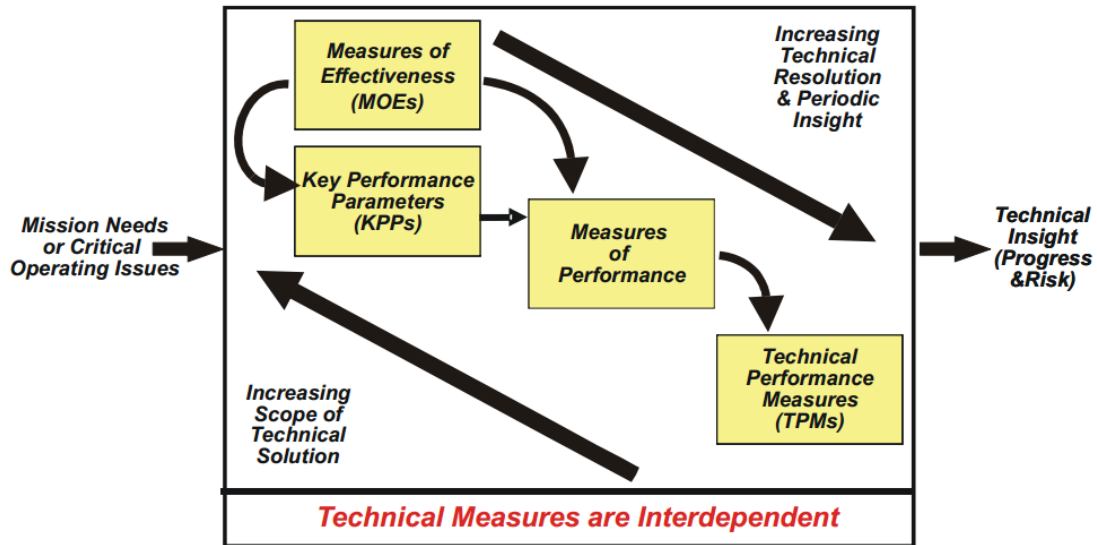 Measures of
Effectiveness
(MOEs)
Increasing
Technical
Resolution
& Periodic
Insight
Key Performance
Parameters
(KPPs)
Mission Needs
or Critical
Operating Issues
Measures
of
Performance
Technical
Insight
(Progress
&Risk)
Technical
Performance
Measures
(TPMs)
Increasing
Scope of
Technical
Solution
Technical Measures are Interdependent